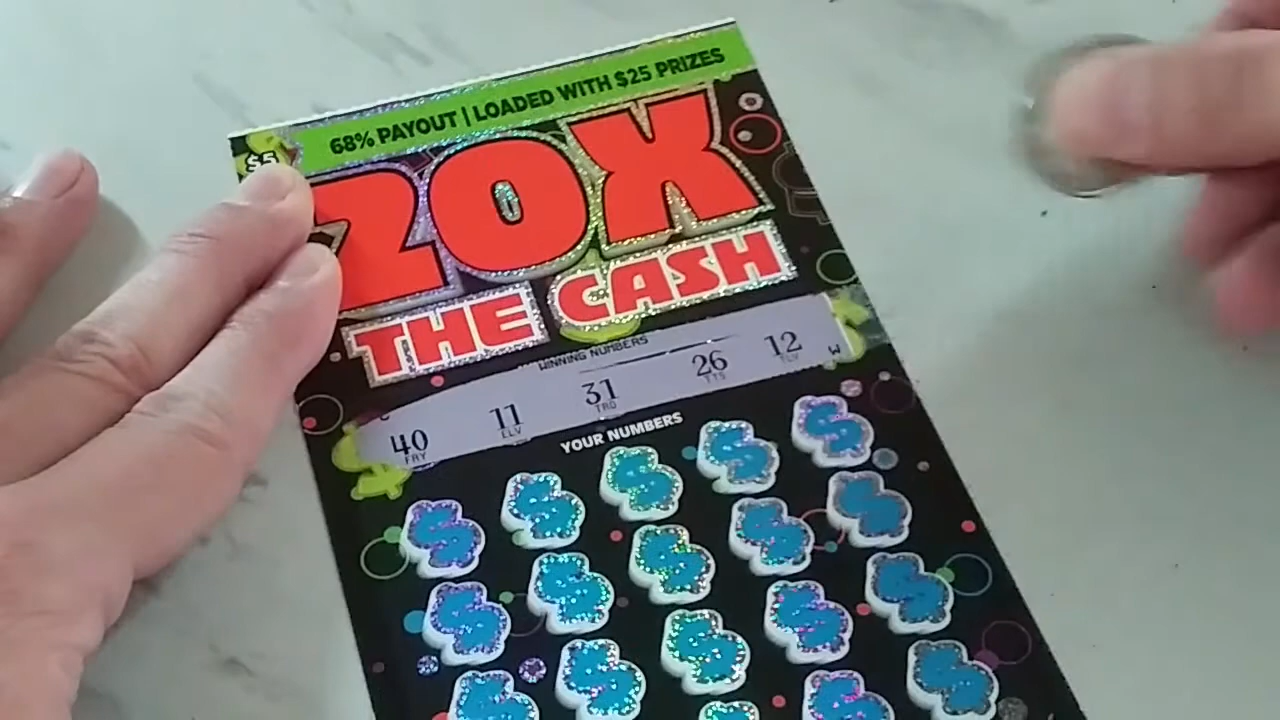 68% PAYOUT | LOADED WITH $25 PRIZES
$5
20X
THE CASH
WINNING NUMBERS
40 11 31 26 12
FRY ELV TRO TTS TLV
W
YOUR NUMBERS